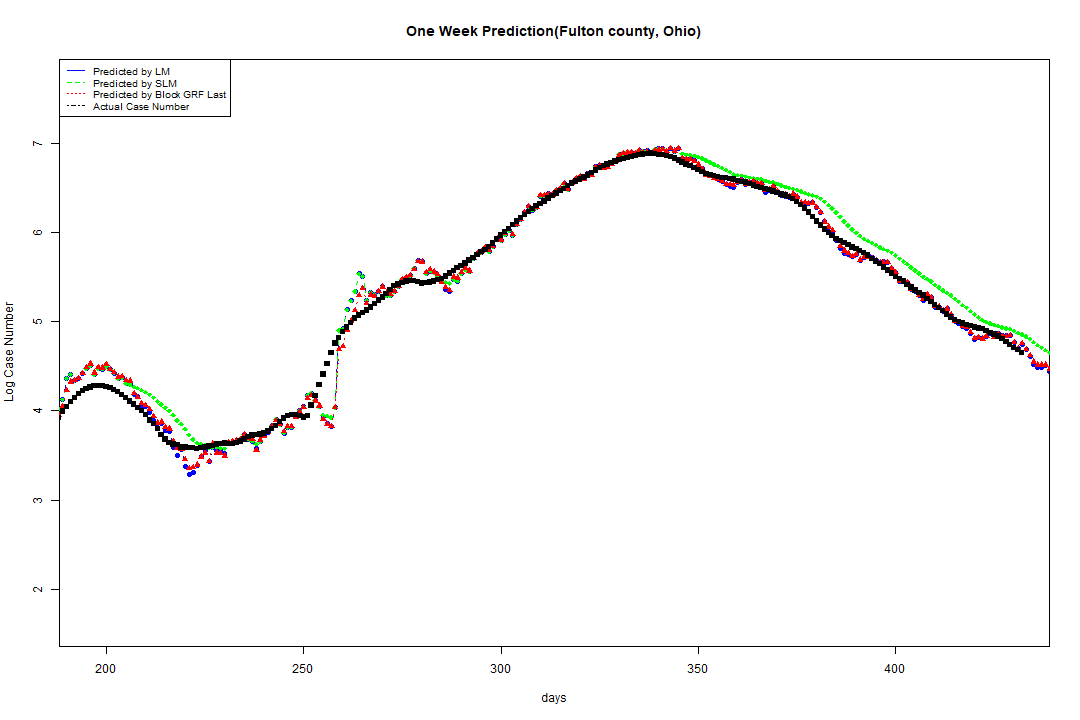 One Week Prediction(Fulton county, Ohio)
Predicted by LM
Predicted by SLM
Predicted by Block GRF Last
Actual Case Number
Log Case Number
7
6
5
4
3
2
200 250 300 350 400
days